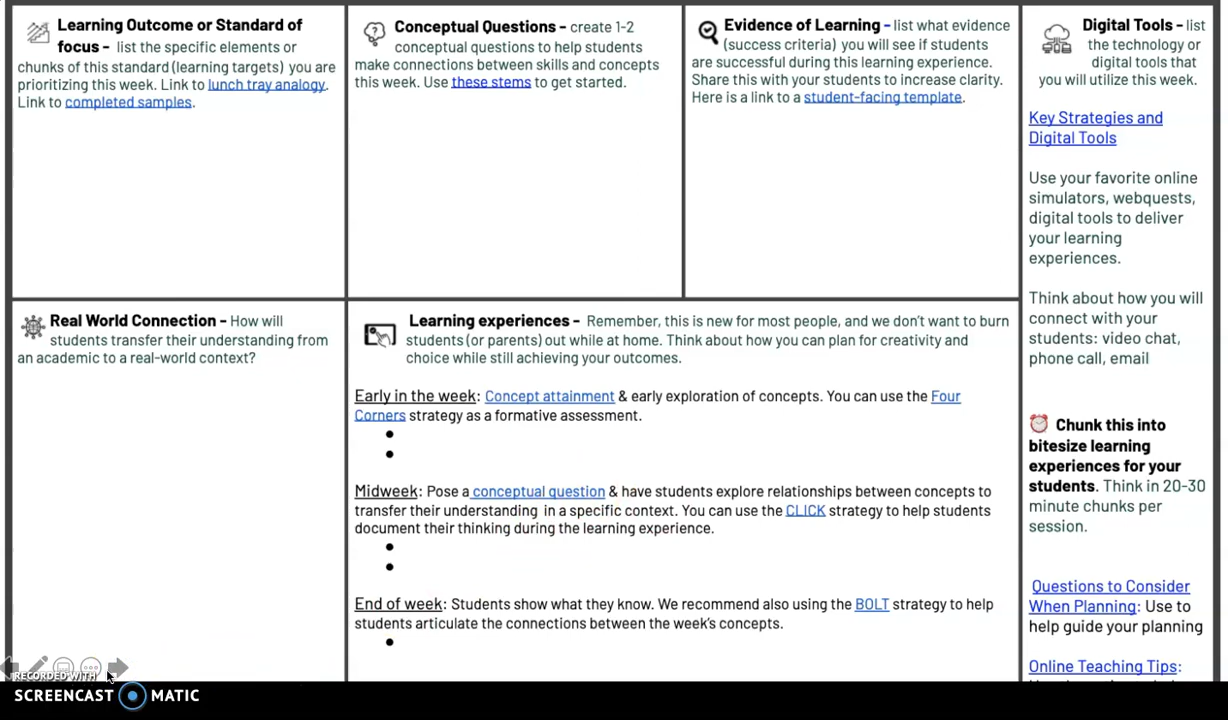 Learning Outcome or Standard of
focus - list the specific elements or
chunks of this standard (learning targets) you are
prioritizing this week. Link to lunch tray analogy.
Link to completed samples.
Conceptual Questions - create 1-2
conceptual questions to help students
make connections between skills and concepts
this week. Use these stems to get started.
Evidence of Learning - list what evidence
(success criteria) you will see if students
are successful during this learning experience.
Share this with your students to increase clarity.
Here is a link to a student-facing template.
Digital Tools - list
the technology or
digital tools that
you will utilize this week.
Key Strategies and
Digital Tools
Use your favorite online
simulators, webquests,
digital tools to deliver
your learning
experiences.
Think about how you will
connect with your
students: video chat,
phone call, email
Chunk this into
bitesize learning
experiences for your
students. Think in 20-30
minute chunks per
session.
Questions to Consider
When Planning: Use to
help guide your planning
Online Teaching Tips:
Real World Connection - How will
students transfer their understanding from
an academic to a real-world context?
Learning experiences - Remember, this is new for most people, and we don't want to burn
students (or parents) out while at home. Think about how you can plan for creativity and
choice while still achieving your outcomes.
Early in the week: Concept attainment & early exploration of concepts. You can use the Four
Corners strategy as a formative assessment.
Midweek: Pose a conceptual question & have students explore relationships between concepts to
transfer their understanding in a specific context. You can use the CLICK strategy to help students
document their thinking during the learning experience.
End of week: Students show what they know. We recommend also using the BOLT strategy to help
students articulate the connections between the week's concepts.
RECORDED WITH
SCREENCAST MATIC